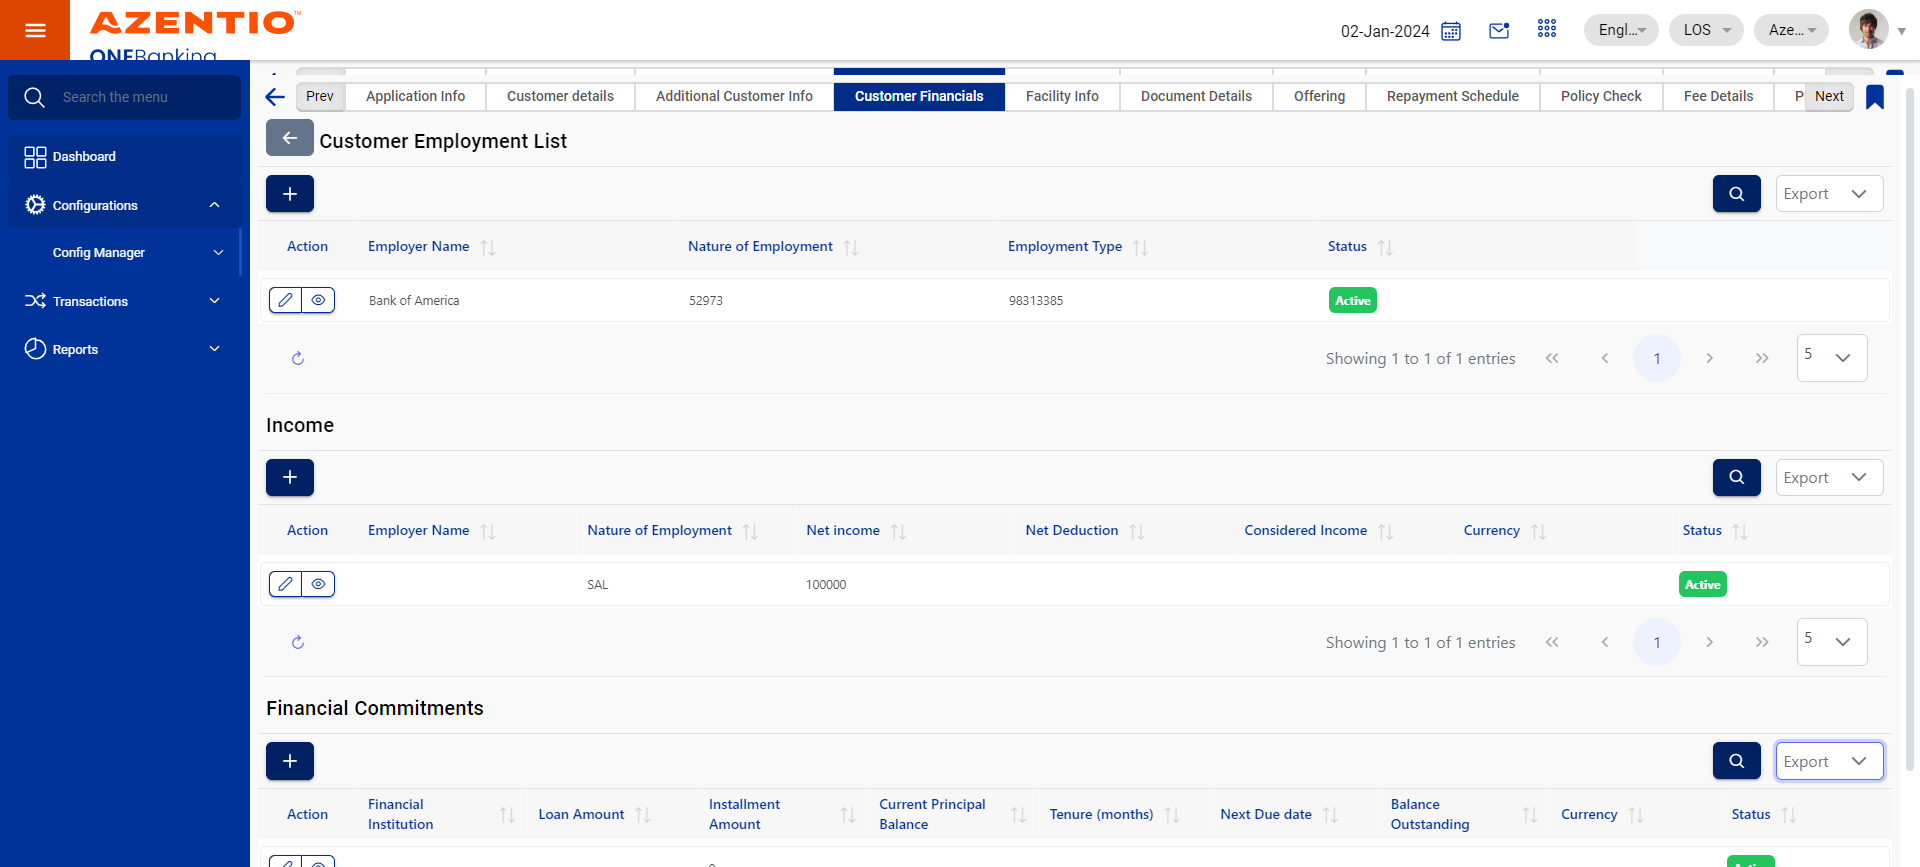 AZENTIO™
ONEBanking
02-Jan-2024
Engl...
LOS
Aze...
Search the menu
Dashboard
Configurations
Config Manager
Transactions
Reports
Prev
Application Info
Customer details
Additional Customer Info
Customer Financials
Facility Info
Document Details
Offering
Repayment Schedule
Policy Check
Fee Details
P
Next
Customer Employment List
Export
Action Employer Name Nature of Employment Employment Type Status
Bank of America 52973 98313385 Active
Showing 1 to 1 of 1 entries 1 5
Income
Export
Action Employer Name Nature of Employment Net income Net Deduction Considered Income Currency Status
SAL 100000 Active
Showing 1 to 1 of 1 entries 1 5
Financial Commitments
Export
Action Financial Institution Loan Amount Installment Amount Current Principal Balance Tenure (months) Next Due date Balance Outstanding Currency Status
Active